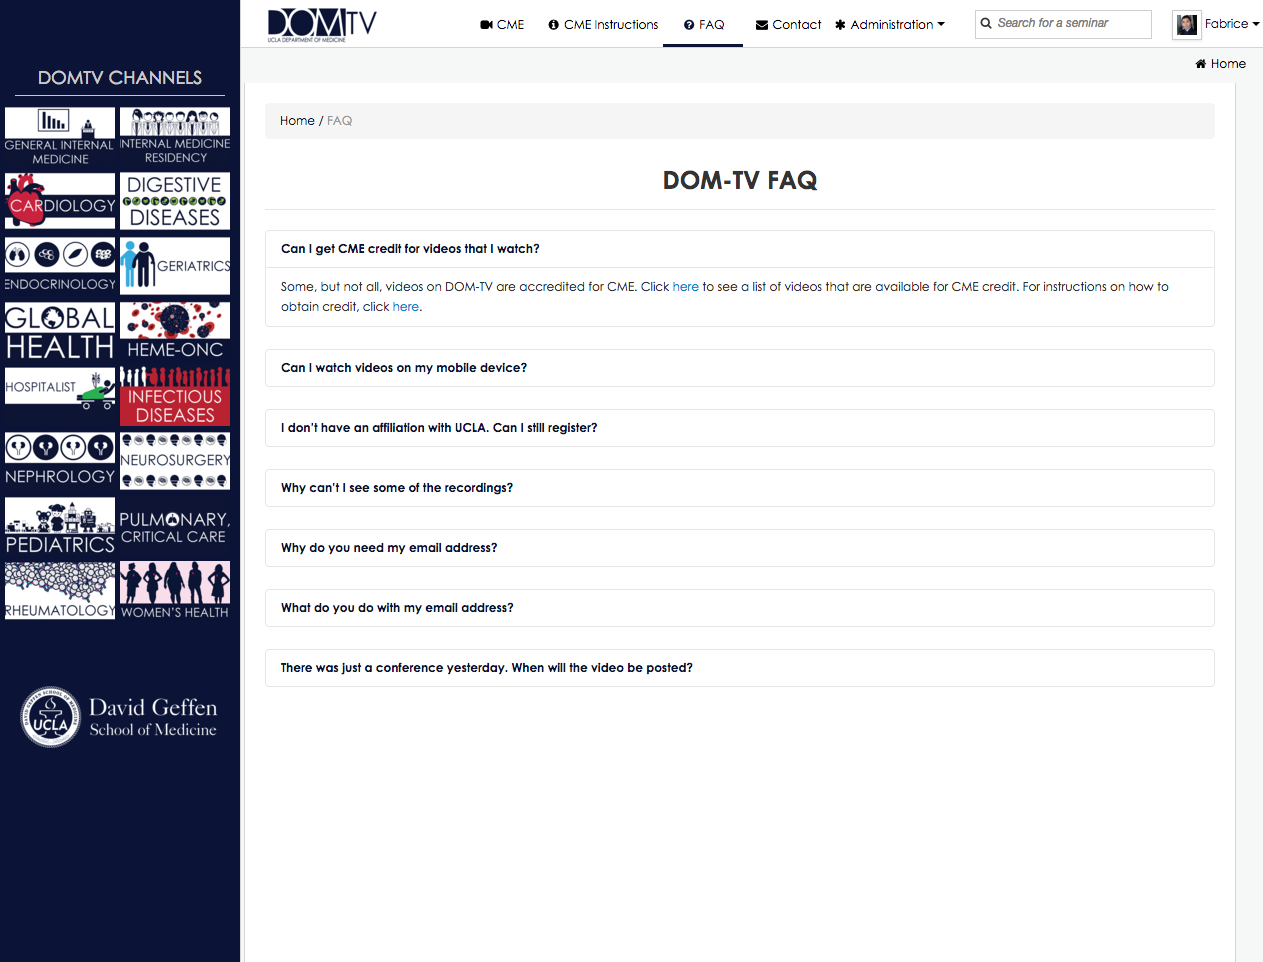 DOMTV
UCLA DEPARTMENT OF MEDICINE
CME
CME Instructions
FAQ
Contact
Administration
Search for a seminar
Fabrice
Home
DOMTV CHANNELS
GENERAL INTERNAL
MEDICINE
INTERNAL MEDICINE
RESIDENCY
CARDIOLOGY
DIGESTIVE
DISEASES
ENDOCRINOLOGY
GERIATRICS
GLOBAL
HEALTH
HEME-ONC
HOSPITALIST
INFECTIOUS
DISEASES
NEPHROLOGY
NEUROSURGERY
PEDIATRICS
PULMONARY,
CRITICAL CARE
RHEUMATOLOGY
WOMEN'S HEALTH
DAVID GEFFEN SCHOOL OF MEDICINE
UCLA
David Geffen
School of Medicine
Home / FAQ
DOM-TV FAQ
Can I get CME credit for videos that I watch?
Some, but not all, videos on DOM-TV are accredited for CME. Click here to see a list of videos that are available for CME credit. For instructions on how to
obtain credit, click here.
Can I watch videos on my mobile device?
I don't have an affiliation with UCLA. Can I still register?
Why can't I see some of the recordings?
Why do you need my email address?
What do you do with my email address?
There was just a conference yesterday. When will the video be posted?